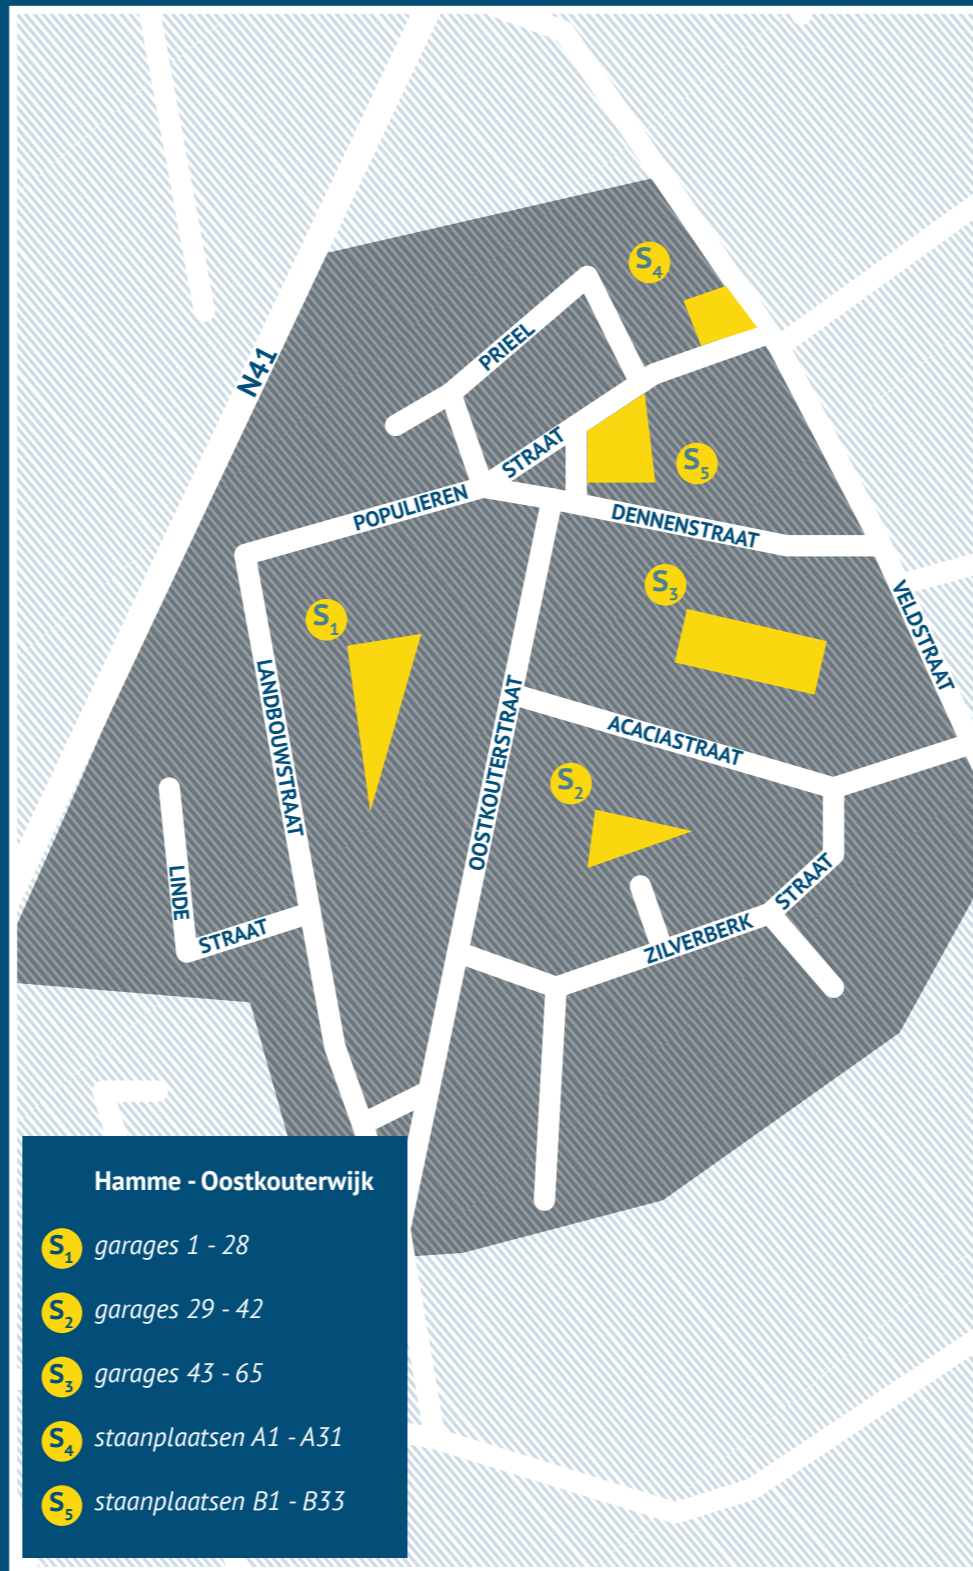 S4
PRIEEL
N41
STRAAT
S5
POPULIEREN
DENNENSTRAAT
S3
VELDSTRAAT
S1
LANDBOUWSTRAAT
OOSTKOUTERSTRAAT
ACACIASTRAAT
S2
LINDE
STRAAT
STRAAT
ZILVERBERK
Hamme - Oostkouterwijk
S1 garages 1 - 28
S2 garages 29 - 42
S3 garages 43 - 65
S4 staanplaatsen A1 - A31
S5 staanplaatsen B1 - B33